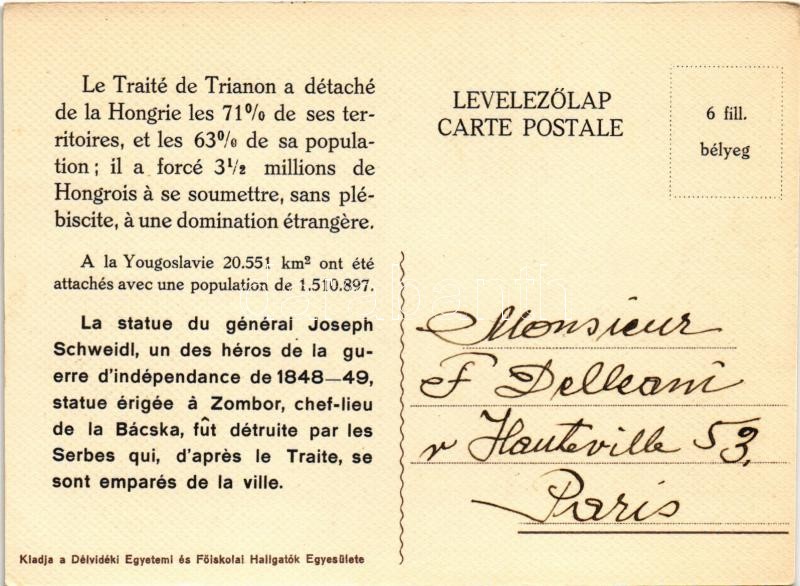 Le Traité de Trianon a détaché
de la Hongrie les 71% de ses ter-
ritoires, et les 63% de sa popula-
tion; il a forcé 3½ millions de
Hongrois à se soumettre, sans plé-
biscite, à une domination étrangère.
A la Yougoslavie 20.551 km² ont été
attachés avec une population de 1.510.897.
La statue du général Joseph
Schweidl, un des héros de la gu-
erre d'indépendance de 1848—49,
statue érigée à Zombor, chef-lieu
de la Bácska, fût détruite par les
Serbes qui, d'après le Traite, se
sont emparés de la ville.
Kiadja a Délvidéki Egyetemi és Főiskolai Hallgatók Egyesülete
LEVELEZŐLAP
CARTE POSTALE
6 fill.
bélyeg
Monsieur
F Delleani
r Hauteville 53,
Paris